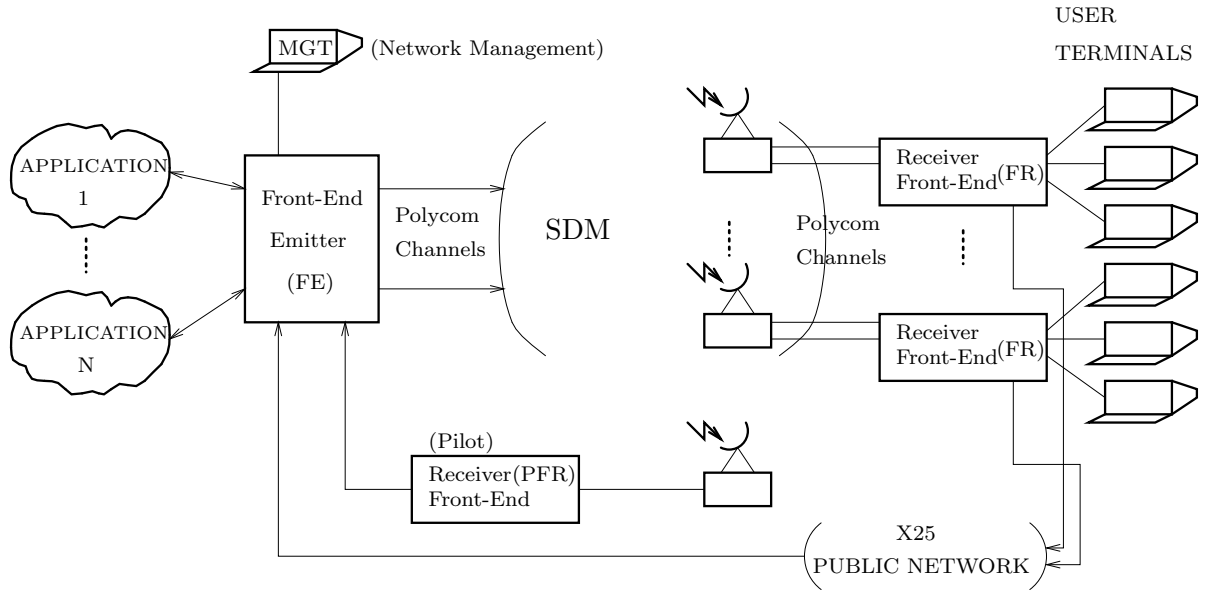 USER
TERMINALS
MGT
(Network Management)
APPLICATION
1
APPLICATION
N
Front-End
Emitter
(FE)
Polycom
Channels
SDM
Polycom
Channels
Receiver
Front-End(FR)
Receiver
Front-End(FR)
(Pilot)
Receiver(PFR)
Front-End
X25
PUBLIC NETWORK